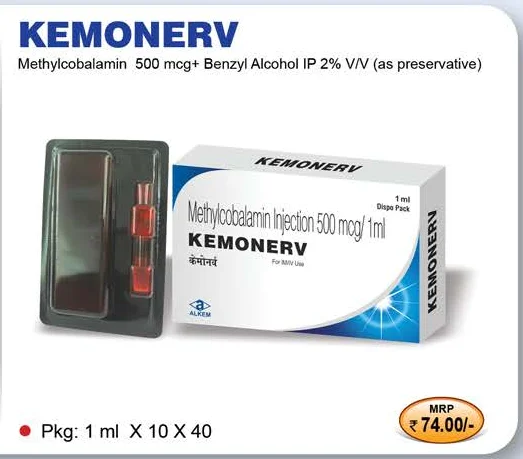 KEMONERV
Methylcobalamin 500 mcg+ Benzyl Alcohol IP 2% V/V (as preservative)
KEMONERV
1 ml
Dispo Pack
Methylcobalamin Injection 500 mcg/ 1ml
KEMONERV
For IM/IV Use
केमोनर्व
ALKEM
KEMONERV
Pkg: 1 ml X 10 X 40
MRP
₹ 74.00/-